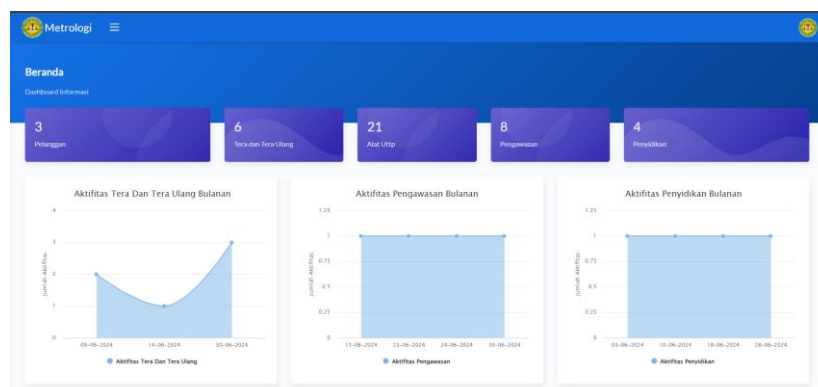 Metrologi
Beranda
Dashboard Informasi
3
Pelanggan
6
Tera dan Tera Ulang
21
Alat Uttp
8
Pengawasan
4
Penyidikan
Aktifitas Tera Dan Tera Ulang Bulanan
Jumlah Aktifitas
4
3
2
1
0
09-06-2024 14-06-2024 30-06-2024
Aktifitas Tera Dan Tera Ulang
Aktifitas Pengawasan Bulanan
Jumlah Aktifitas
1.25
1
0.75
0.5
0.25
0
13-06-2024 23-06-2024 24-06-2024 30-06-2024
Aktifitas Pengawasan
Aktifitas Penyidikan Bulanan
Jumlah Aktifitas
1.25
1
0.75
0.5
0.25
0
05-06-2024 10-06-2024 18-06-2024 28-06-2024
Aktifitas Penyidikan